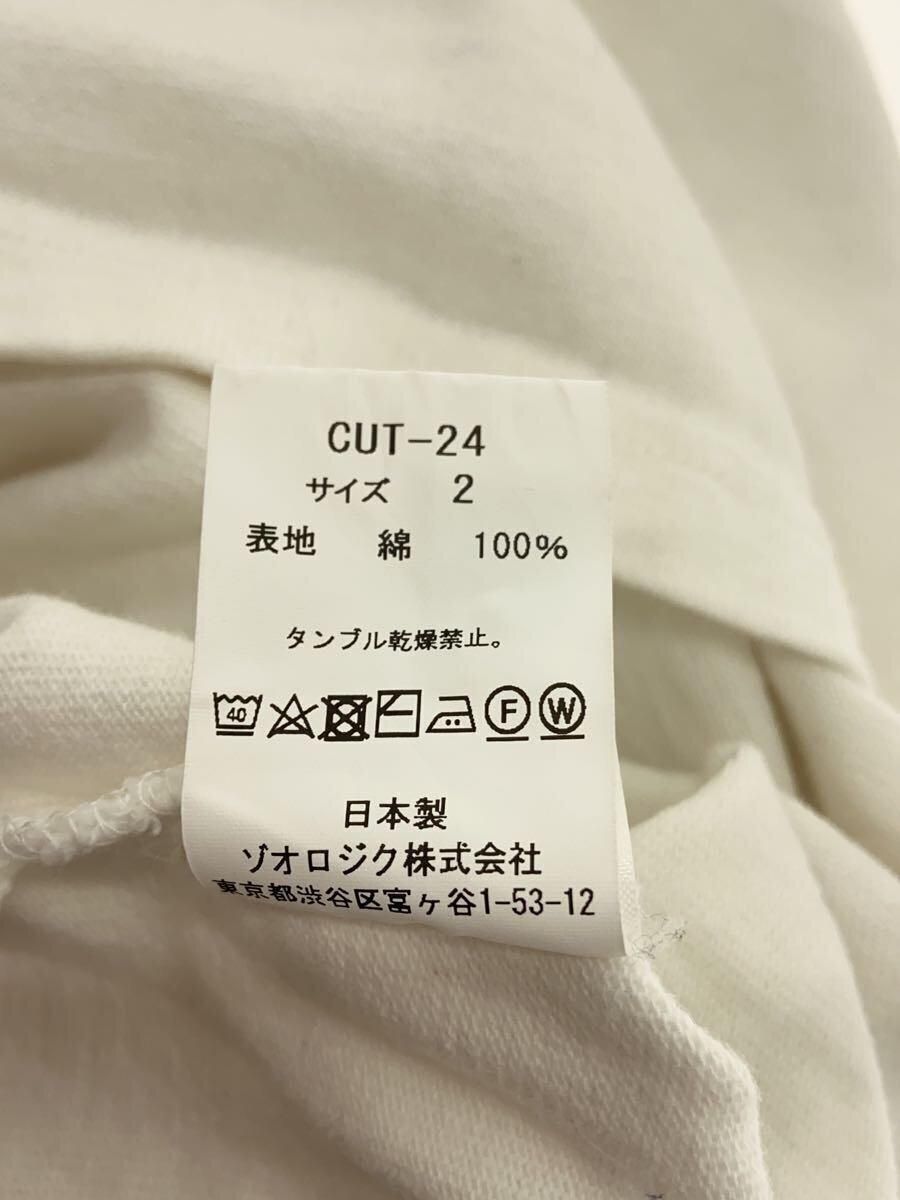 CUT-24
サイズ 2
表地 綿 100%
タンブル乾燥禁止。
40 F W
日本製
ゾオロジク株式会社
東京都渋谷区富ヶ谷1-53-12